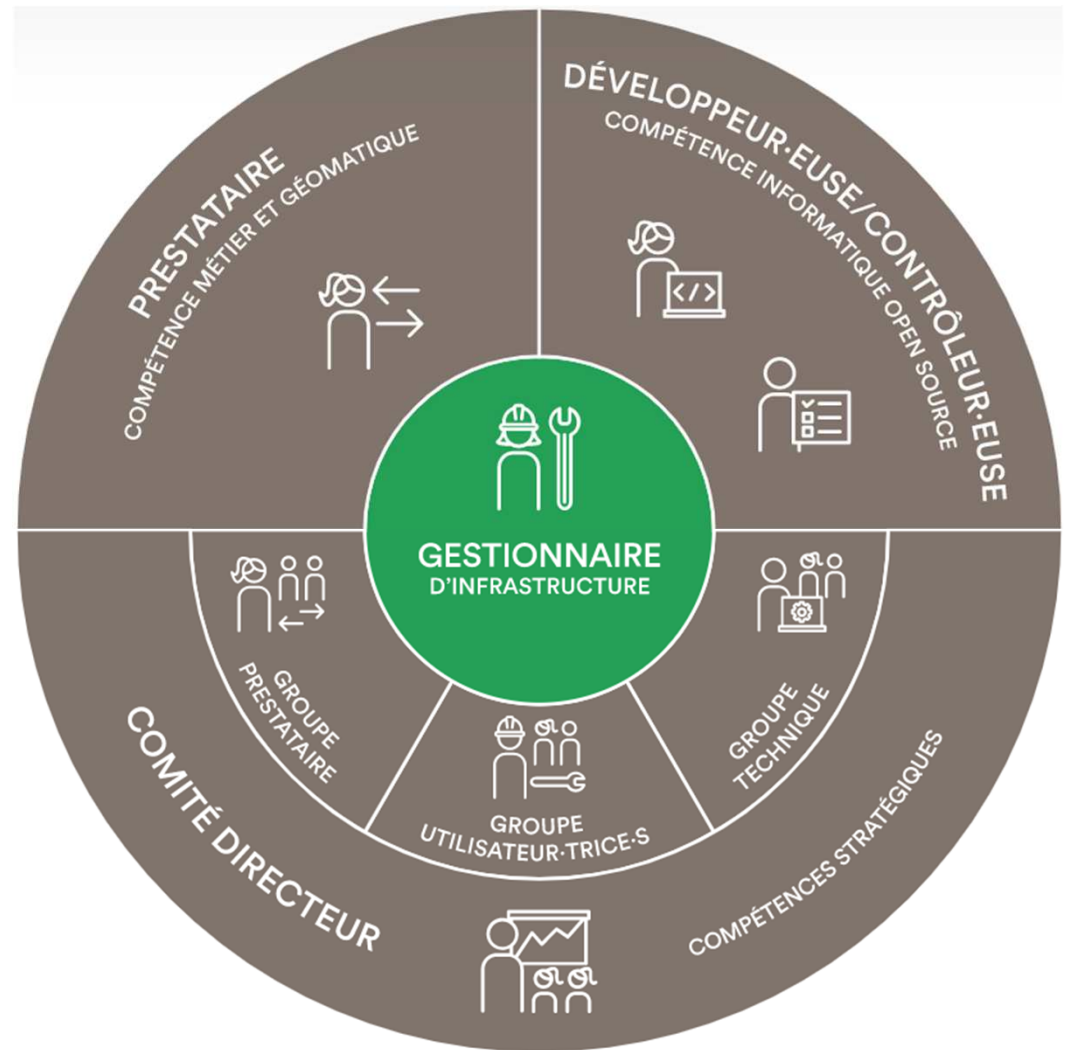 PRESTATAIRE
COMPÉTENCE MÉTIER ET GÉOMATIQUE
DÉVELOPPEUR·EUSE/CONTRÔLEUR·EUSE
COMPÉTENCE INFORMATIQUE OPEN SOURCE
</>
GESTIONNAIRE
D'INFRASTRUCTURE
GROUPE
PRESTATAIRE
GROUPE
UTILISATEUR·TRICE·S
GROUPE
TECHNIQUE
COMITÉ DIRECTEUR
COMPÉTENCES STRATÉGIQUES